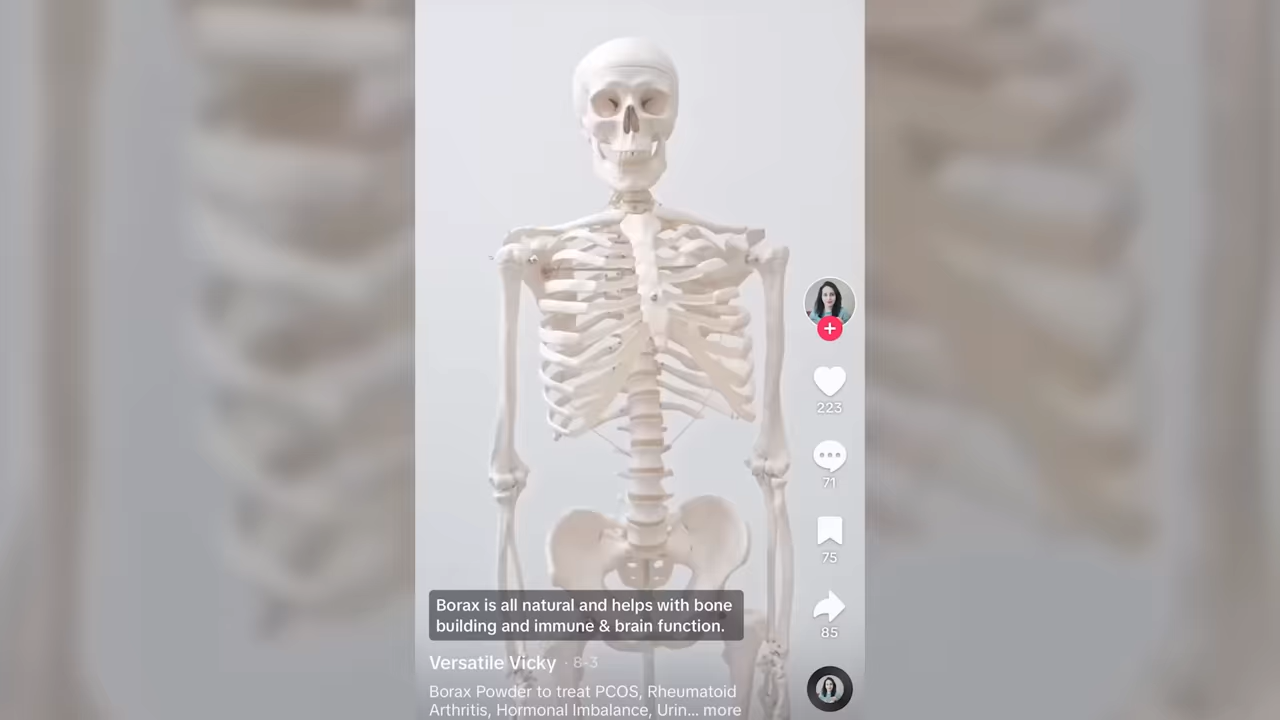 223
71
75
85
Borax is all natural and helps with bone
building and immune & brain function.
Versatile Vicky · 8-3
Borax Powder to treat PCOS, Rheumatoid
Arthritis, Hormonal Imbalance, Urin... more